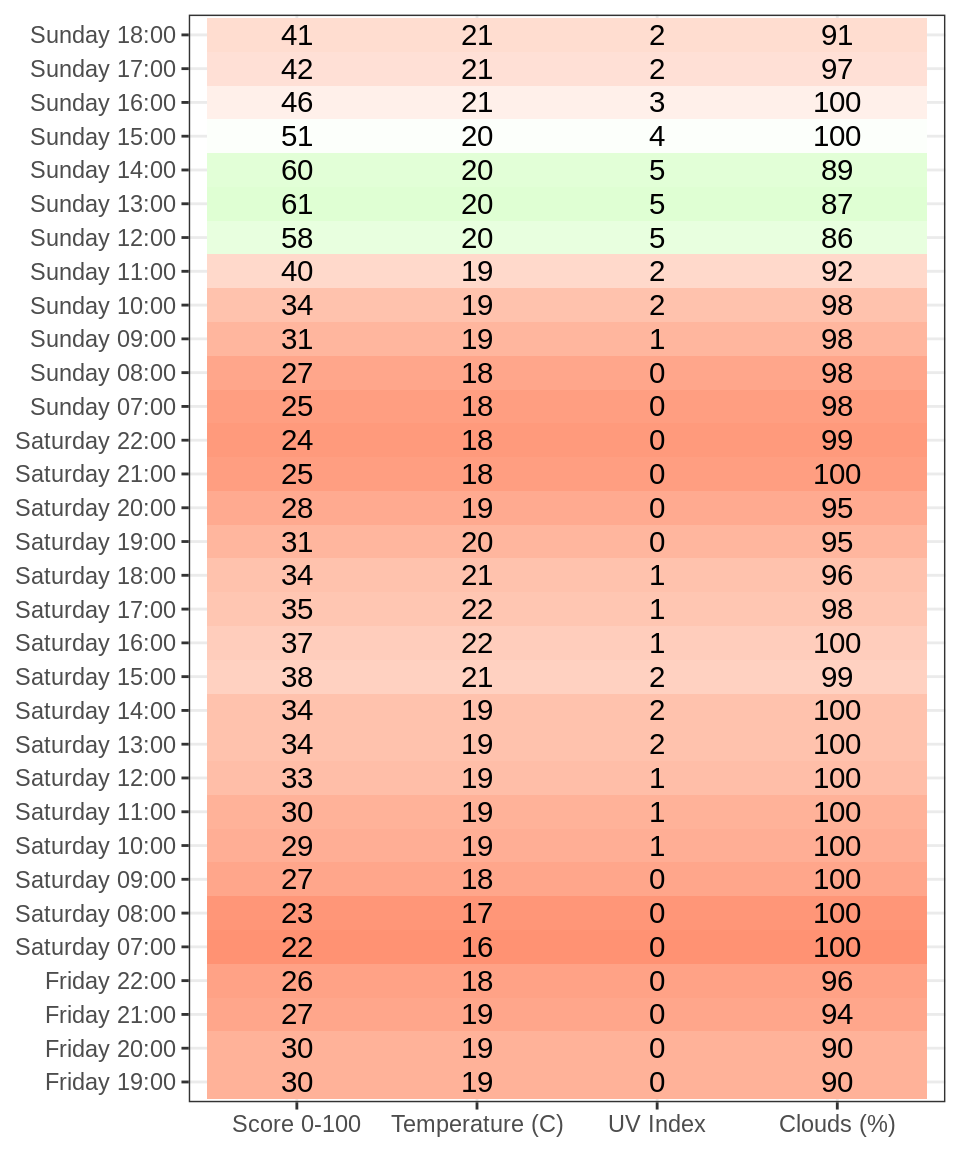 Sunday 18:00 41 21 2 91
Sunday 17:00 42 21 2 97
Sunday 16:00 46 21 3 100
Sunday 15:00 51 20 4 100
Sunday 14:00 60 20 5 89
Sunday 13:00 61 20 5 87
Sunday 12:00 58 20 5 86
Sunday 11:00 40 19 2 92
Sunday 10:00 34 19 2 98
Sunday 09:00 31 19 1 98
Sunday 08:00 27 18 0 98
Sunday 07:00 25 18 0 98
Saturday 22:00 24 18 0 99
Saturday 21:00 25 18 0 100
Saturday 20:00 28 19 0 95
Saturday 19:00 31 20 0 95
Saturday 18:00 34 21 1 96
Saturday 17:00 35 22 1 98
Saturday 16:00 37 22 1 100
Saturday 15:00 38 21 2 99
Saturday 14:00 34 19 2 100
Saturday 13:00 34 19 2 100
Saturday 12:00 33 19 1 100
Saturday 11:00 30 19 1 100
Saturday 10:00 29 19 1 100
Saturday 09:00 27 18 0 100
Saturday 08:00 23 17 0 100
Saturday 07:00 22 16 0 100
Friday 22:00 26 18 0 96
Friday 21:00 27 19 0 94
Friday 20:00 30 19 0 90
Friday 19:00 30 19 0 90
Score 0-100 Temperature (C) UV Index Clouds (%)